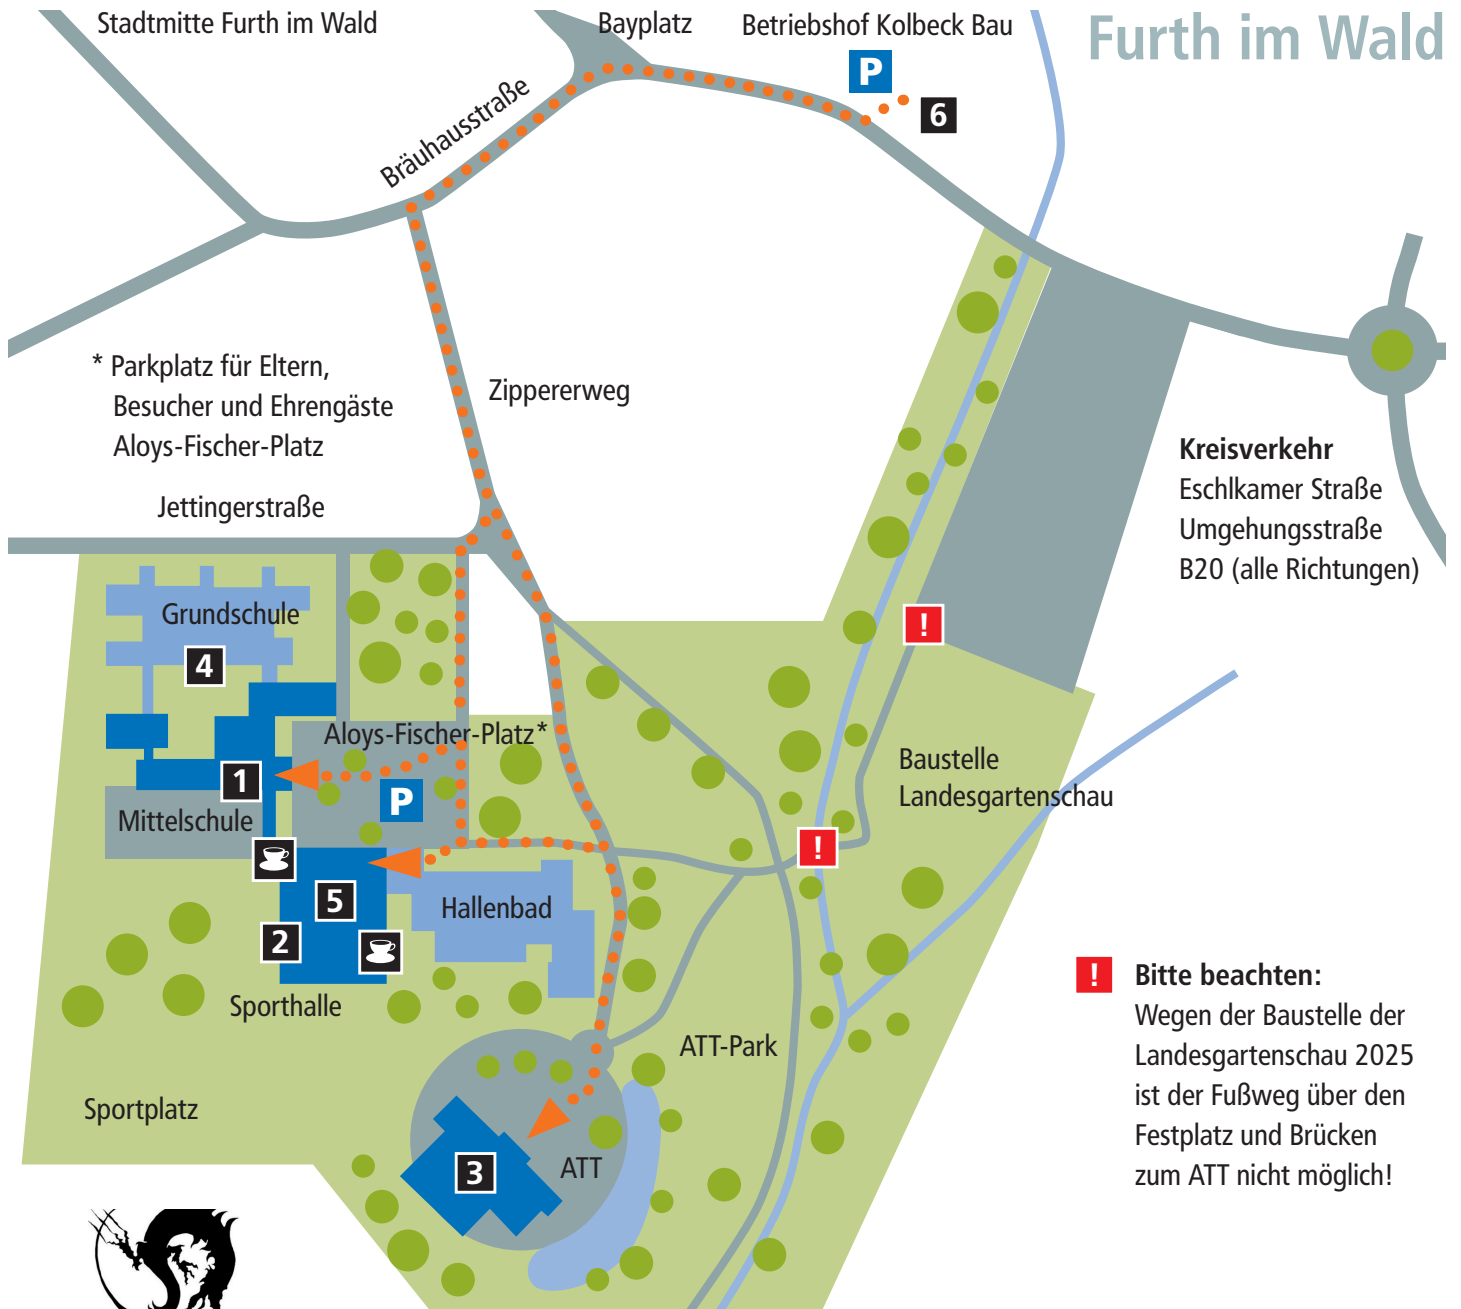 Stadtmitte Furth im Wald
Bayplatz
Betriebshof Kolbeck Bau
Furth im Wald
P
6
Bräuhausstraße
* Parkplatz für Eltern,
Besucher und Ehrengäste
Aloys-Fischer-Platz
Zippererweg
Kreisverkehr
Eschlkamer Straße
Umgehungsstraße
B20 (alle Richtungen)
Jettingerstraße
Grundschule
4
!
Aloys-Fischer-Platz*
1
P
Mittelschule
Baustelle
Landesgartenschau
!
5
2
Hallenbad
Sporthalle
! Bitte beachten:
Wegen der Baustelle der
Landesgartenschau 2025
ist der Fußweg über den
Festplatz und Brücken
zum ATT nicht möglich!
ATT-Park
Sportplatz
3
ATT